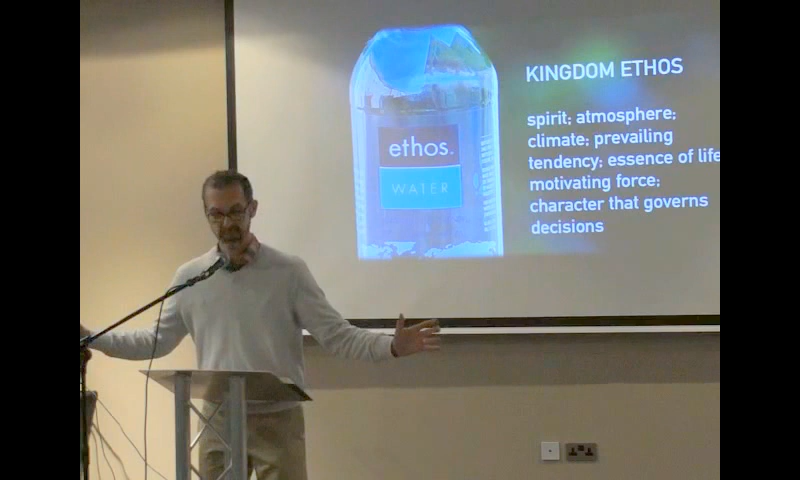 ethos.
WATER
KINGDOM ETHOS
spirit; atmosphere;
climate; prevailing
tendency; essence of life
motivating force;
character that governs
decisions